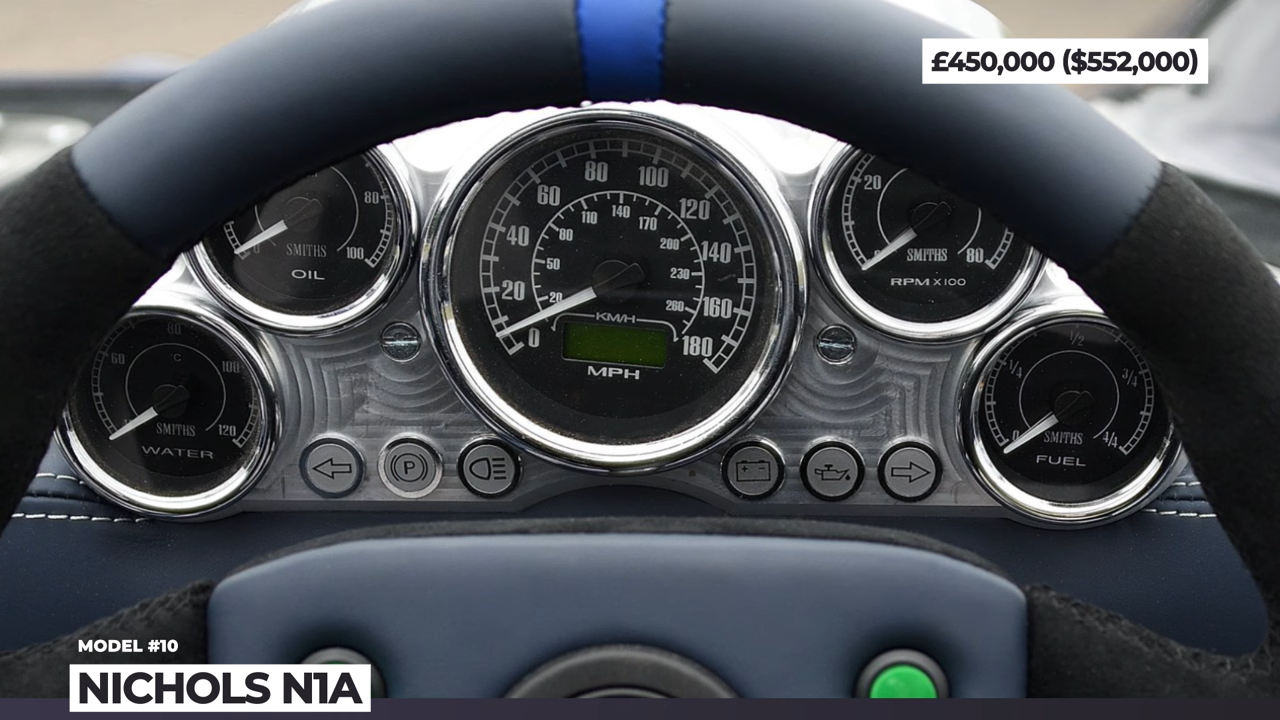 £450,000 ($552,000)
80
100
SMITHS
OIL
0
20
40
60
80
100
120
140
160
180
20
50
80
110
140
170
200
230
260
KM/H
MPH
20
0
80
SMITHS
RPM X100
60
80
100
120
°C
SMITHS
WATER
0
1/4
1/2
3/4
4/4
SMITHS
FUEL
P
MODEL #10
NICHOLS N1A